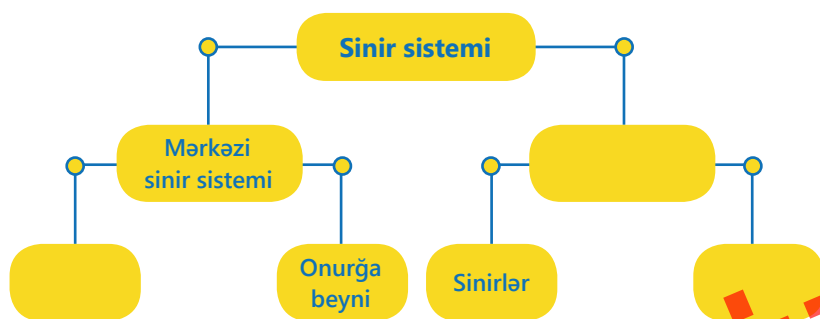 Sinir sistemi
Mərkəzi
sinir sistemi
Onurğa
beyni
Sinirlər